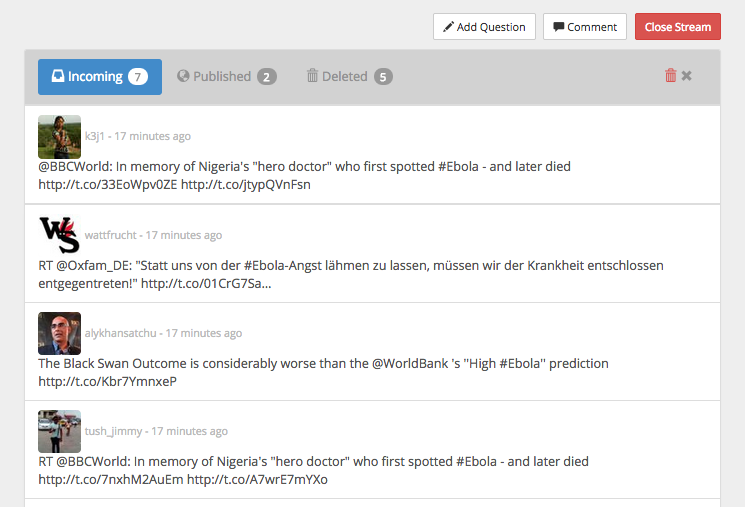 Add Question Comment Close Stream
Incoming 7 Published 2 Deleted 5
k3j1 - 17 minutes ago
@BBCWorld: In memory of Nigeria's "hero doctor" who first spotted #Ebola - and later died
http://t.co/33EoWpv0ZE http://t.co/jtypQVnFsn
WS
wattfrucht - 17 minutes ago
RT @Oxfam_DE: "Statt uns von der #Ebola-Angst lähmen zu lassen, müssen wir der Krankheit entschlossen
entgegentreten!" http://t.co/01CrG7Sa...
alykhansatchu - 17 minutes ago
The Black Swan Outcome is considerably worse than the @WorldBank 's "High #Ebola" prediction
http://t.co/Kbr7YmnxeP
tush_jimmy - 17 minutes ago
RT @BBCWorld: In memory of Nigeria's "hero doctor" who first spotted #Ebola - and later died
http://t.co/7nxhM2AuEm http://t.co/A7wrE7mYXo